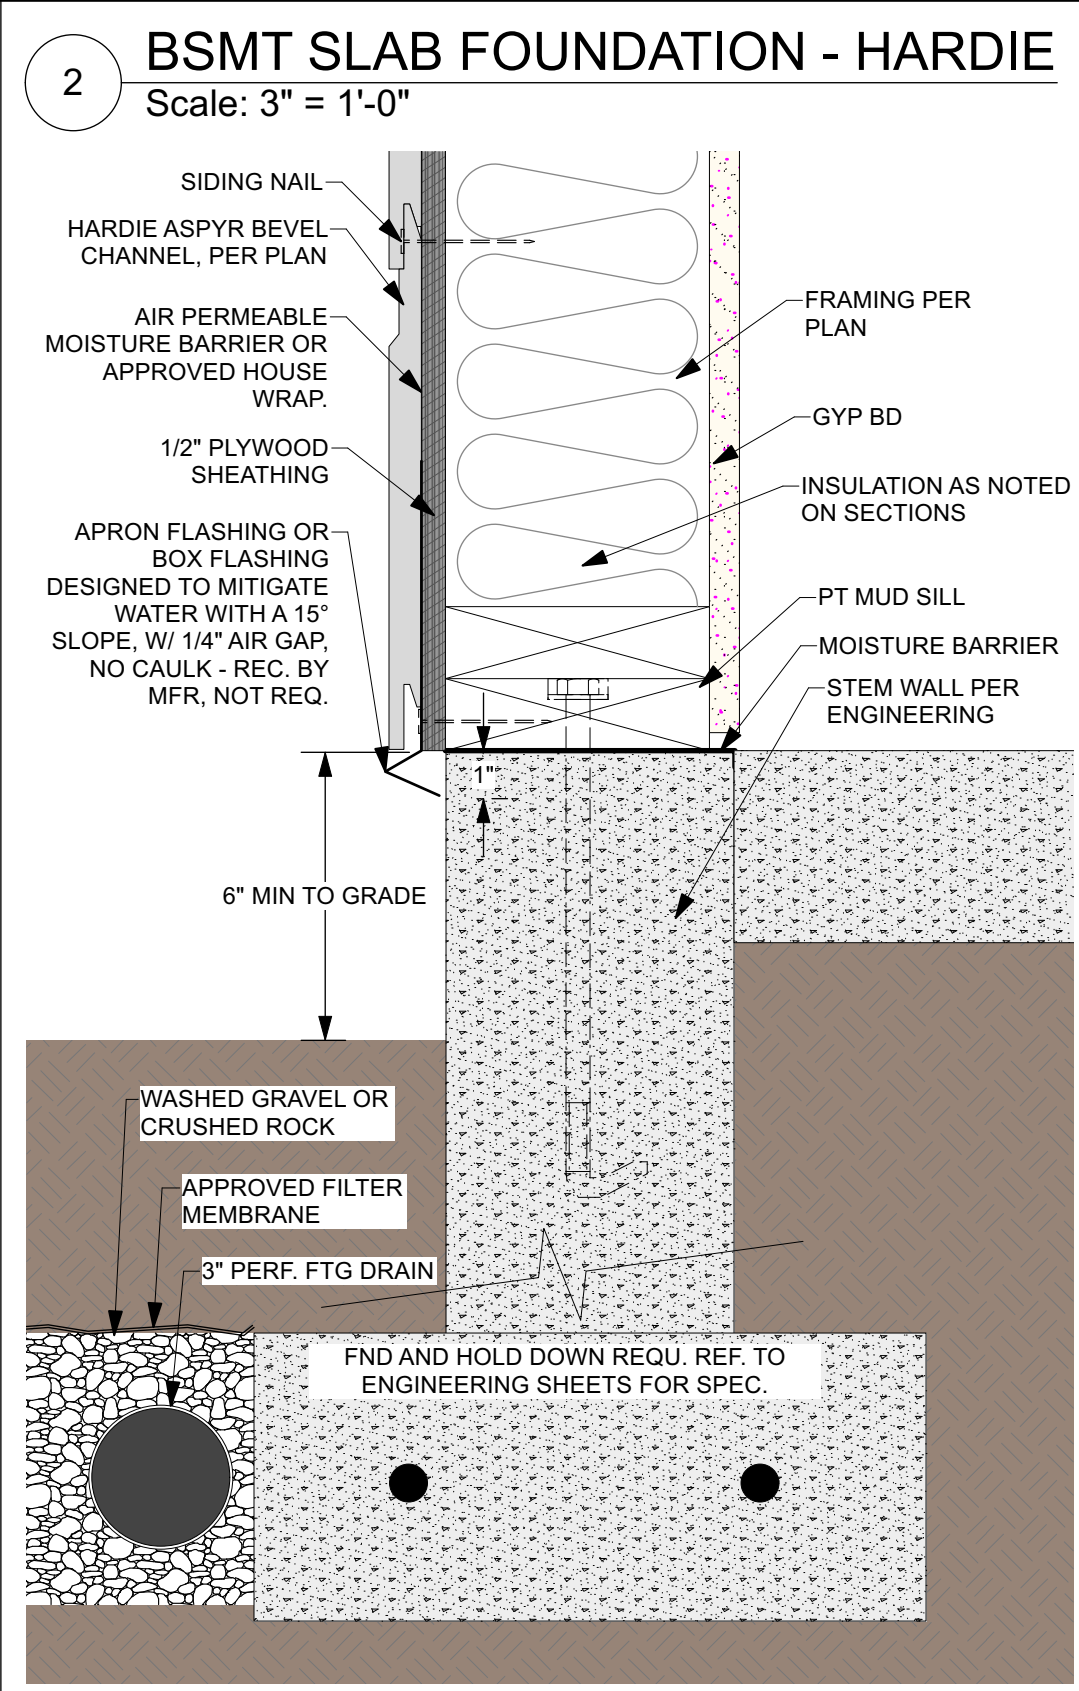 2
BSMT SLAB FOUNDATION - HARDIE
Scale: 3" = 1'-0"
SIDING NAIL
HARDIE ASPYR BEVEL
CHANNEL, PER PLAN
AIR PERMEABLE
MOISTURE BARRIER OR
APPROVED HOUSE
WRAP.
1/2" PLYWOOD
SHEATHING
APRON FLASHING OR
BOX FLASHING
DESIGNED TO MITIGATE
WATER WITH A 15°
SLOPE, W/ 1/4" AIR GAP,
NO CAULK - REC. BY
MFR, NOT REQ.
FRAMING PER
PLAN
GYP BD
INSULATION AS NOTED
ON SECTIONS
PT MUD SILL
MOISTURE BARRIER
STEM WALL PER
ENGINEERING
1"
6" MIN TO GRADE
WASHED GRAVEL OR
CRUSHED ROCK
APPROVED FILTER
MEMBRANE
3" PERF. FTG DRAIN
FND AND HOLD DOWN REQU. REF. TO
ENGINEERING SHEETS FOR SPEC.